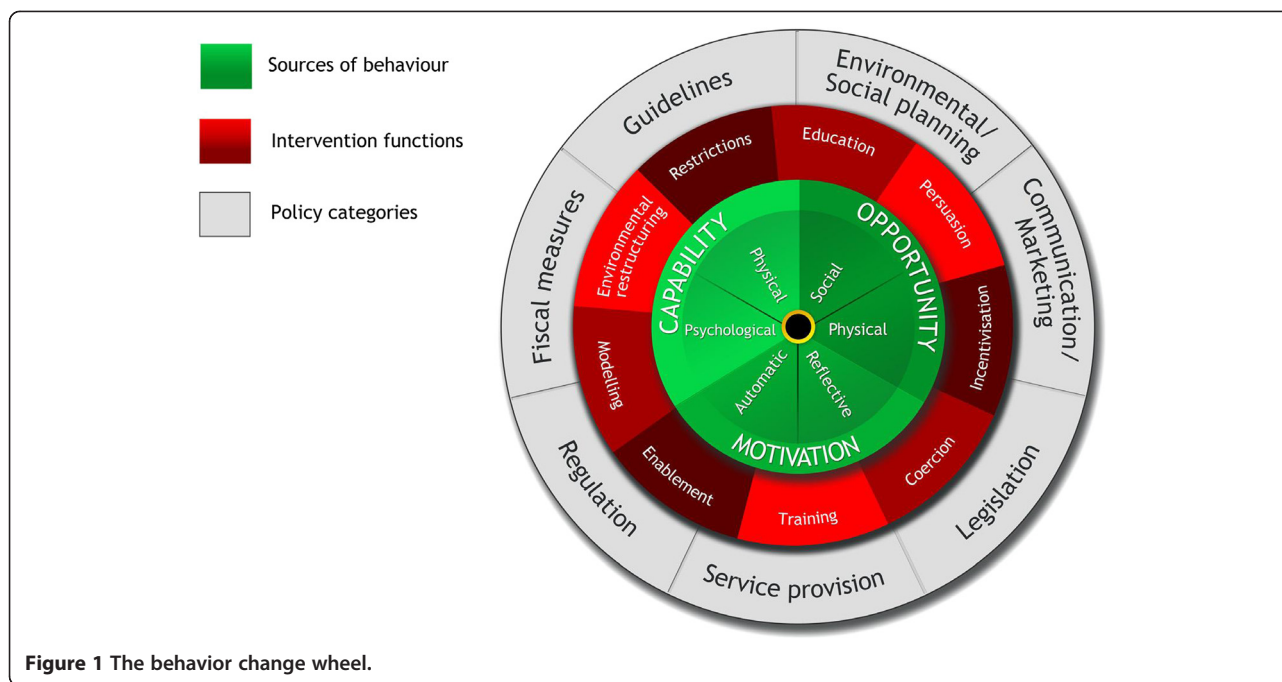 Sources of behaviour
Intervention functions
Policy categories
Guidelines
Environmental/
Social planning
Communication/
Marketing
Legislation
Service provision
Regulation
Fiscal measures
Restrictions
Education
Persuasion
Incentivisation
Coercion
Training
Enablement
Modelling
Environmental
restructuring
CAPABILITY
OPPORTUNITY
MOTIVATION
Physical
Social
Psychological
Physical
Automatic
Reflective
Figure 1 The behavior change wheel.